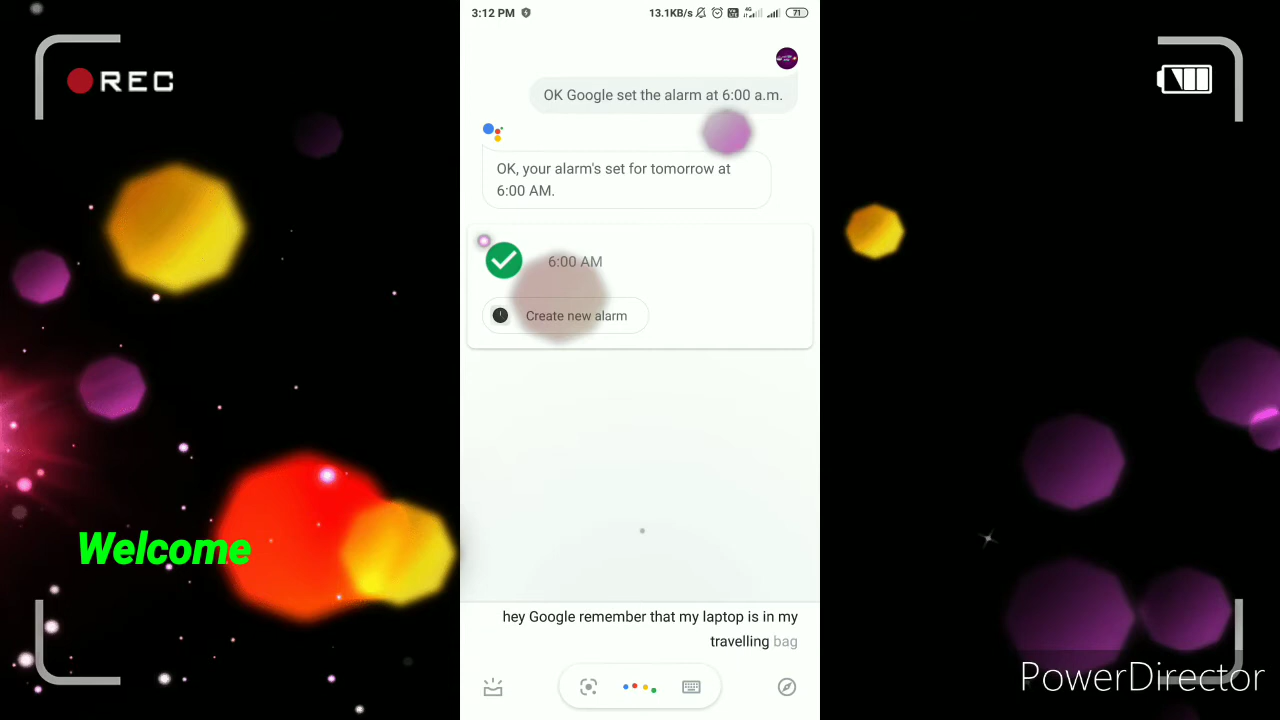 REC
3:12 PM
13.1KB/s 4G 71
OK Google set the alarm at 6:00 a.m.
OK, your alarm's set for tomorrow at
6:00 AM.
6:00 AM
Create new alarm
Welcome
hey Google remember that my laptop is in my
travelling bag
PowerDirector